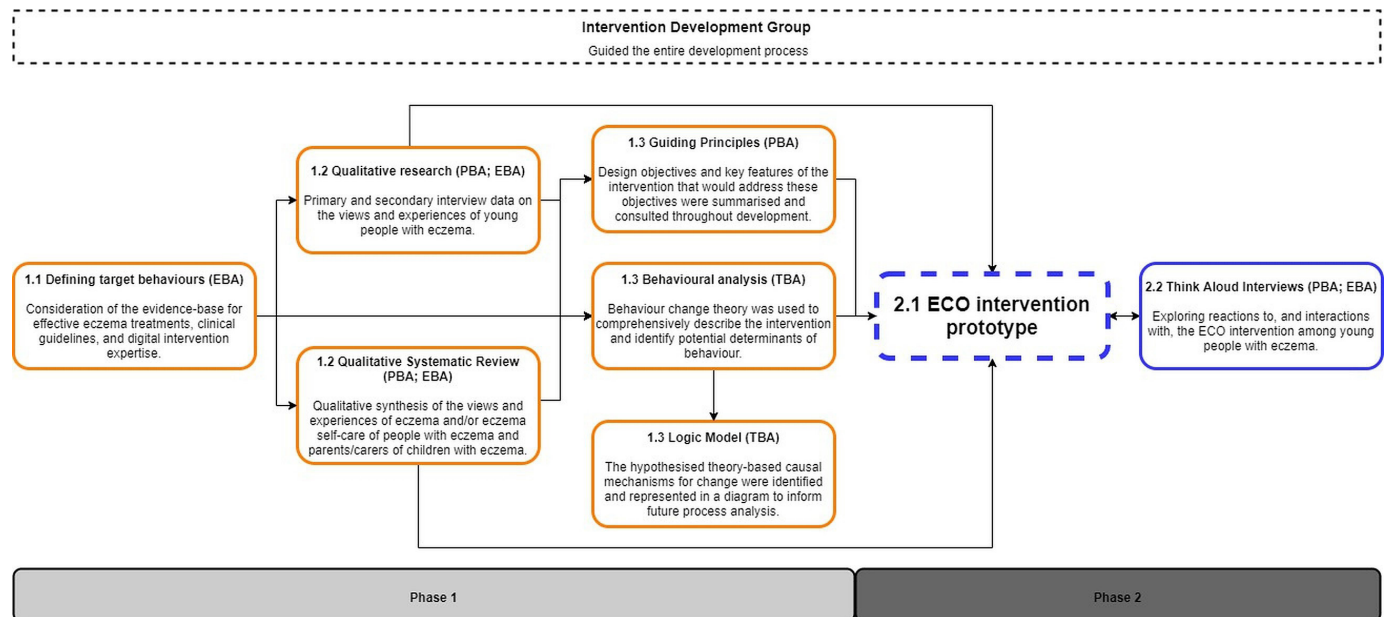 Intervention Development Group
Guided the entire development process
1.1 Defining target behaviours (EBA)
Consideration of the evidence-base for
effective eczema treatments, clinical
guidelines, and digital intervention
expertise.
1.2 Qualitative research (PBA; EBA)
Primary and secondary interview data on
the views and experiences of young
people with eczema.
1.2 Qualitative Systematic Review
(PBA; EBA)
Qualitative synthesis of the views and
experiences of eczema and/or eczema
self-care of people with eczema and
parents/carers of children with eczema.
1.3 Guiding Principles (PBA)
Design objectives and key features of the
intervention that would address these
objectives were summarised and
consulted throughout development.
1.3 Behavioural analysis (TBA)
Behaviour change theory was used to
comprehensively describe the intervention
and identify potential determinants of
behaviour.
1.3 Logic Model (TBA)
The hypothesised theory-based causal
mechanisms for change were identified
and represented in a diagram to inform
future process analysis.
2.1 ECO intervention
prototype
2.2 Think Aloud Interviews (PBA; EBA)
Exploring reactions to, and interactions
with, the ECO intervention among young
people with eczema.
Phase 1
Phase 2